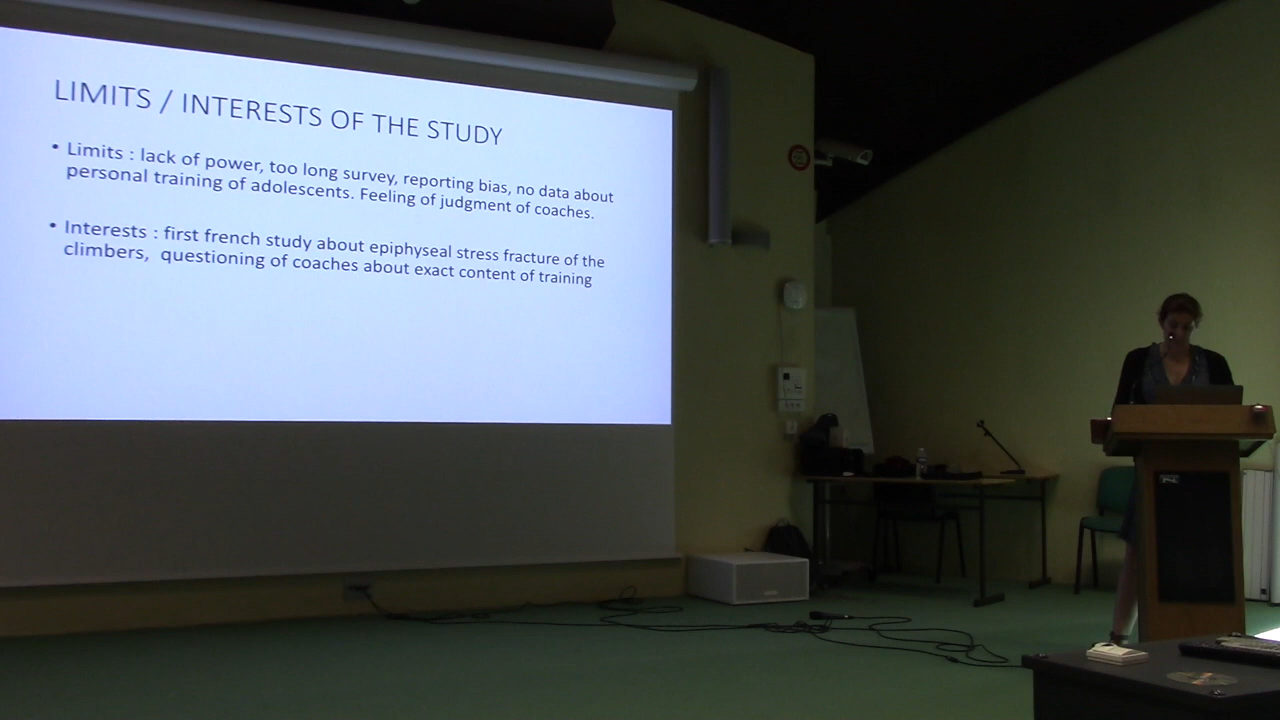 LIMITS / INTERESTS OF THE STUDY
• Limits : lack of power, too long survey, reporting bias, no data about
personal training of adolescents. Feeling of judgment of coaches.
• Interests : first french study about epiphyseal stress fracture of the
climbers, questioning of coaches about exact content of training